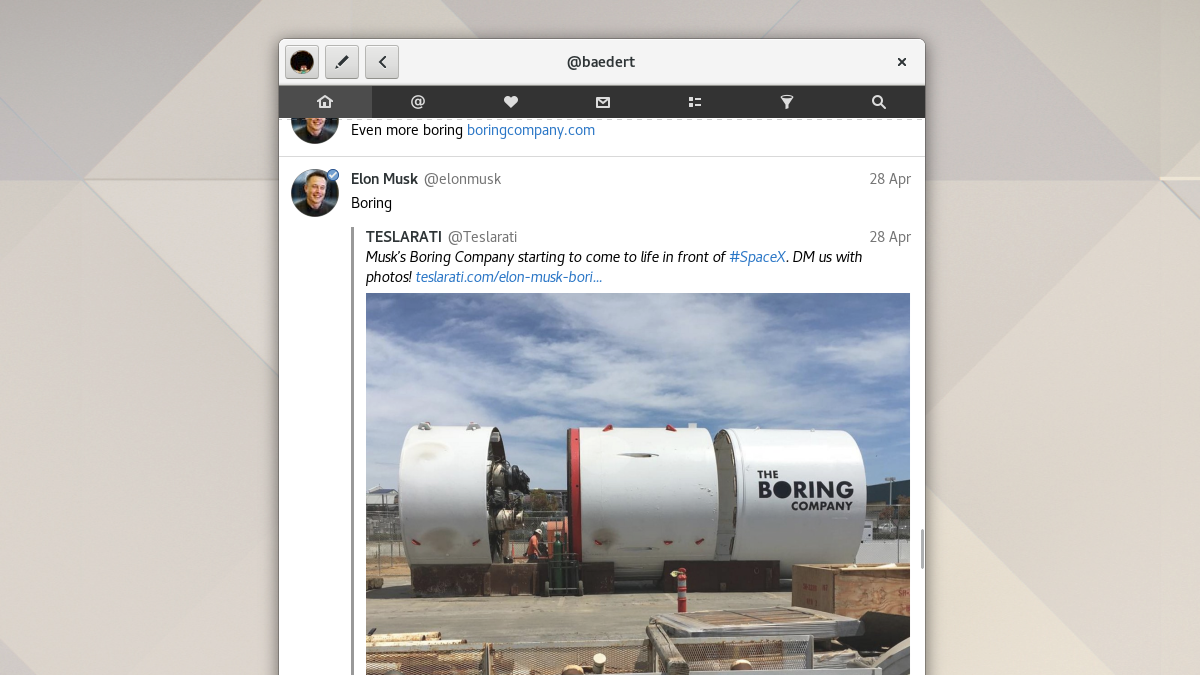 @baedert
Even more boring boringcompany.com
Elon Musk @elonmusk 28 Apr
Boring
TESLARATI @Teslarati 28 Apr
Musk's Boring Company starting to come to life in front of #SpaceX. DM us with
photos! teslarati.com/elon-musk-bori…
THE
BORING
COMPANY